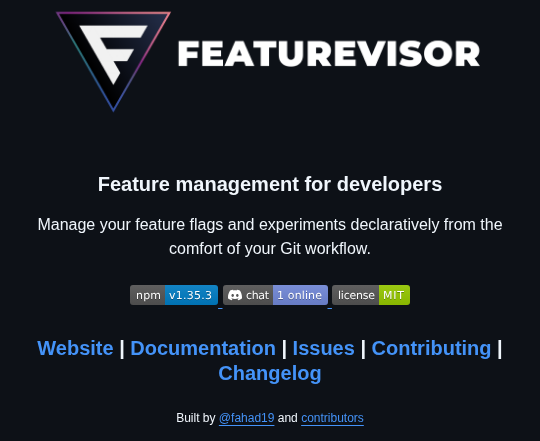 FEATUREVISOR
Feature management for developers
Manage your feature flags and experiments declaratively from the
comfort of your Git workflow.
npm v1.35.3 chat 1 online license MIT
Website | Documentation | Issues | Contributing |
Changelog
Built by @fahad19 and contributors